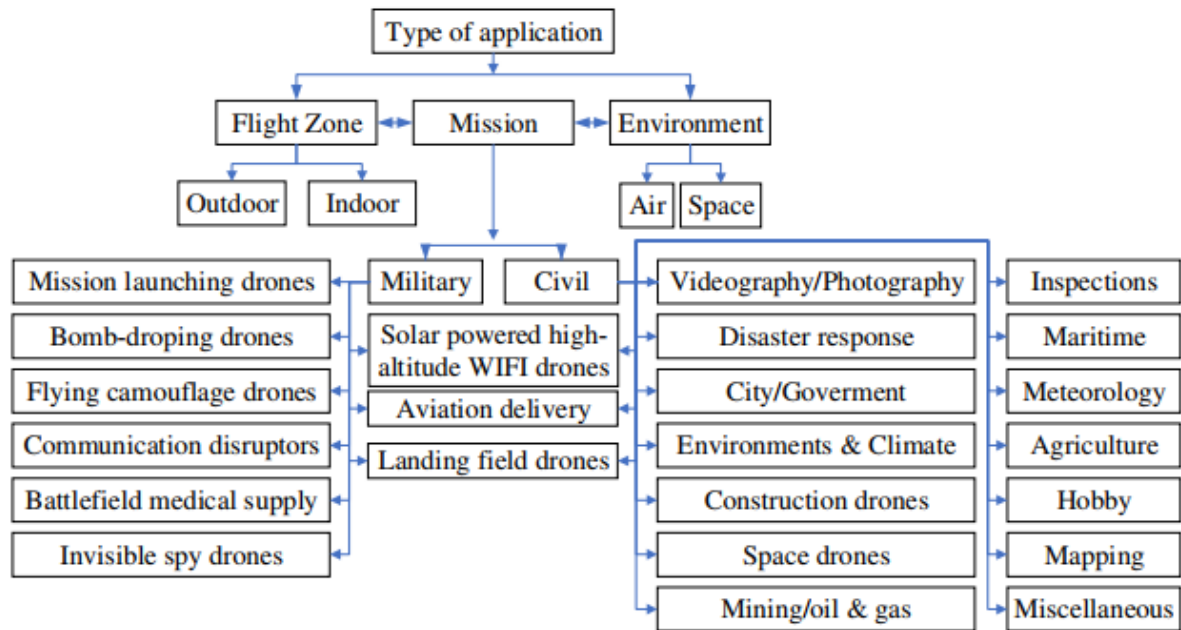 Type of application
Flight Zone
Mission
Environment
Outdoor
Indoor
Air
Space
Mission launching drones
Military
Civil
Videography/Photography
Inspections
Bomb-droping drones
Solar powered high-
altitude WIFI drones
Disaster response
Maritime
Flying camouflage drones
Aviation delivery
City/Goverment
Meteorology
Communication disruptors
Landing field drones
Environments & Climate
Agriculture
Battlefield medical supply
Construction drones
Hobby
Invisible spy drones
Space drones
Mapping
Mining/oil & gas
Miscellaneous